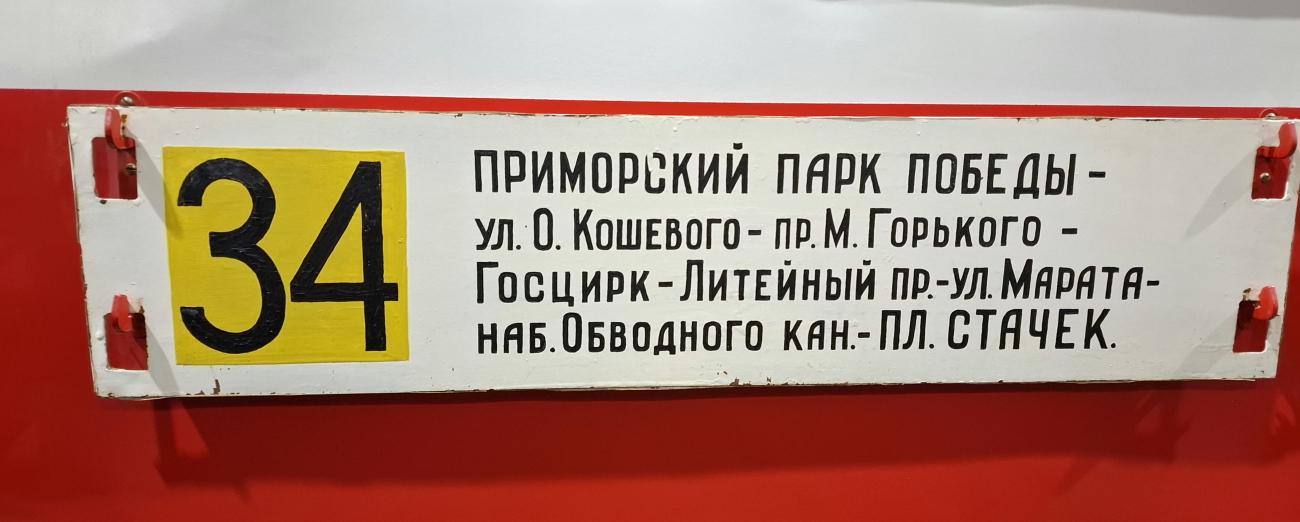 34
ПРИМОРСКИЙ ПАРК ПОБЕДЫ –
УЛ. О. КОШЕВОГО – ПР. М. ГОРЬКОГО –
ГОСЦИРК – ЛИТЕЙНЫЙ ПР. – УЛ. МАРАТА –
НАБ. ОБВОДНОГО КАН. – ПЛ. СТАЧЕК.